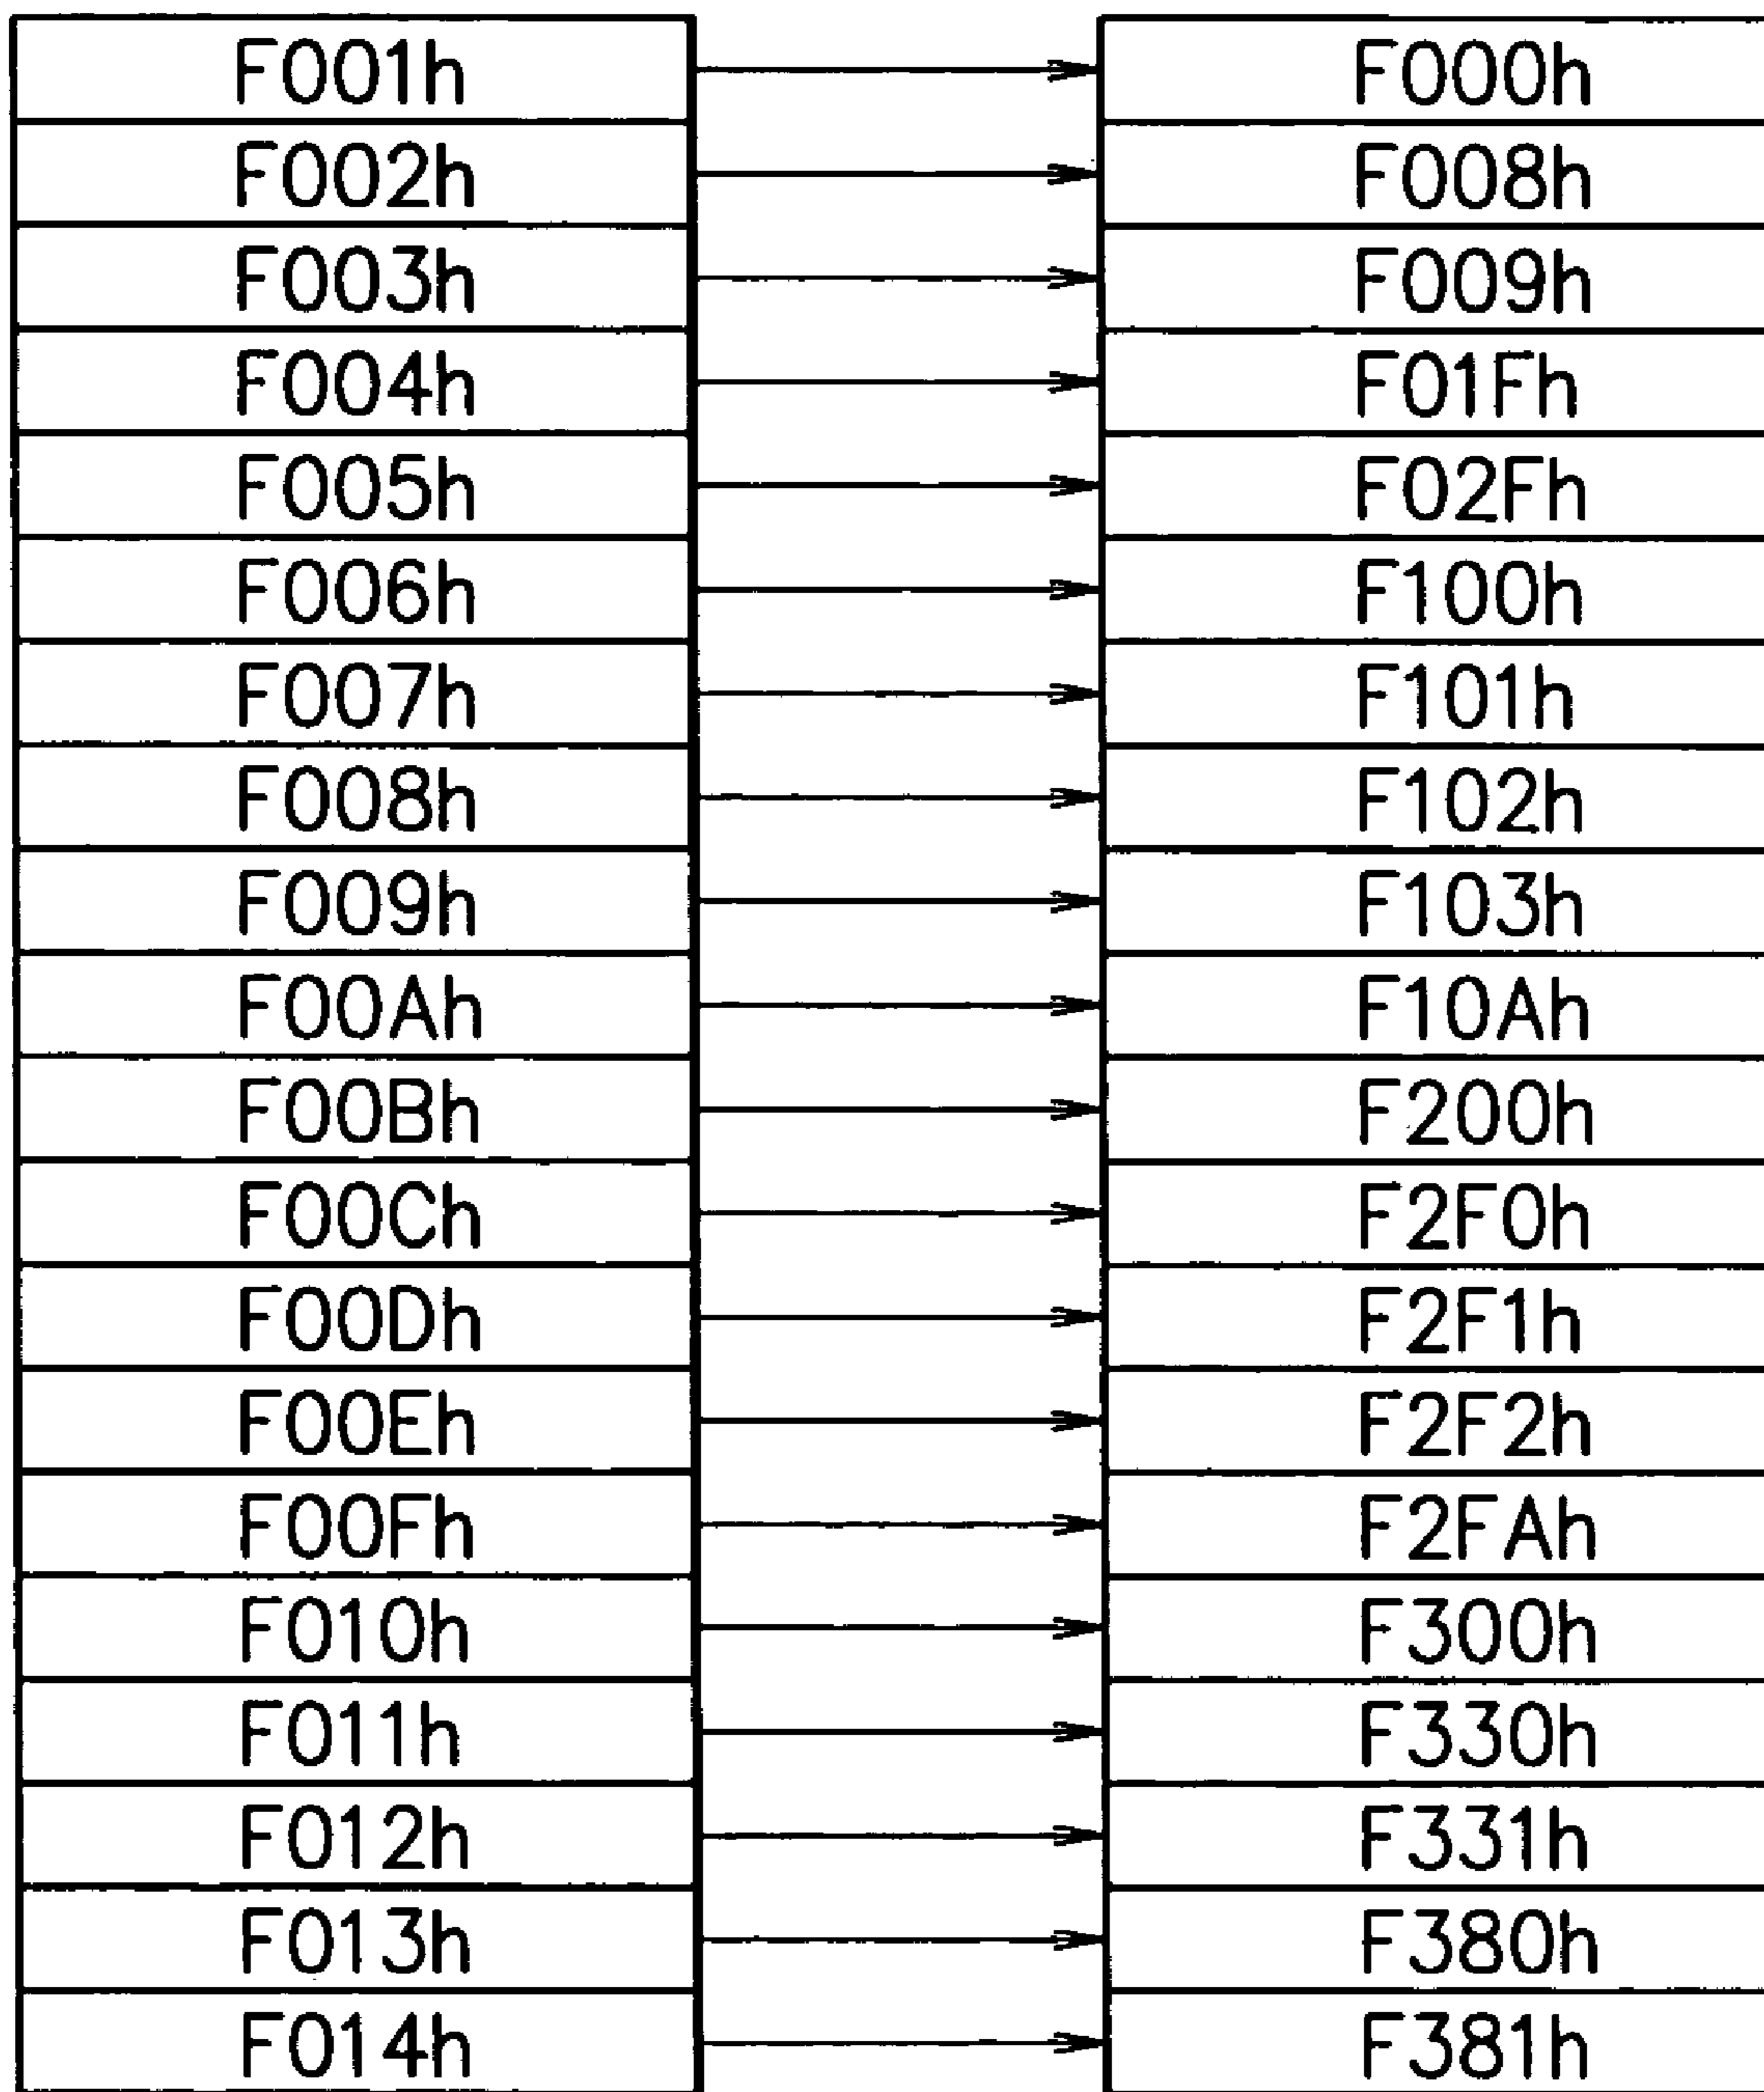 F001h F000h
F002h F008h
F003h F009h
F004h F01Fh
F005h F02Fh
F006h F100h
F007h F101h
F008h F102h
F009h F103h
F00Ah F10Ah
F00Bh F200h
F00Ch F2F0h
F00Dh F2F1h
F00Eh F2F2h
F00Fh F2FAh
F010h F300h
F011h F330h
F012h F331h
F013h F380h
F014h F381h